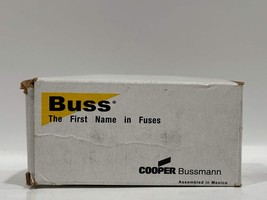 Buss®
The First Name in Fuses
COOPER Bussmann
Assembled in Mexico